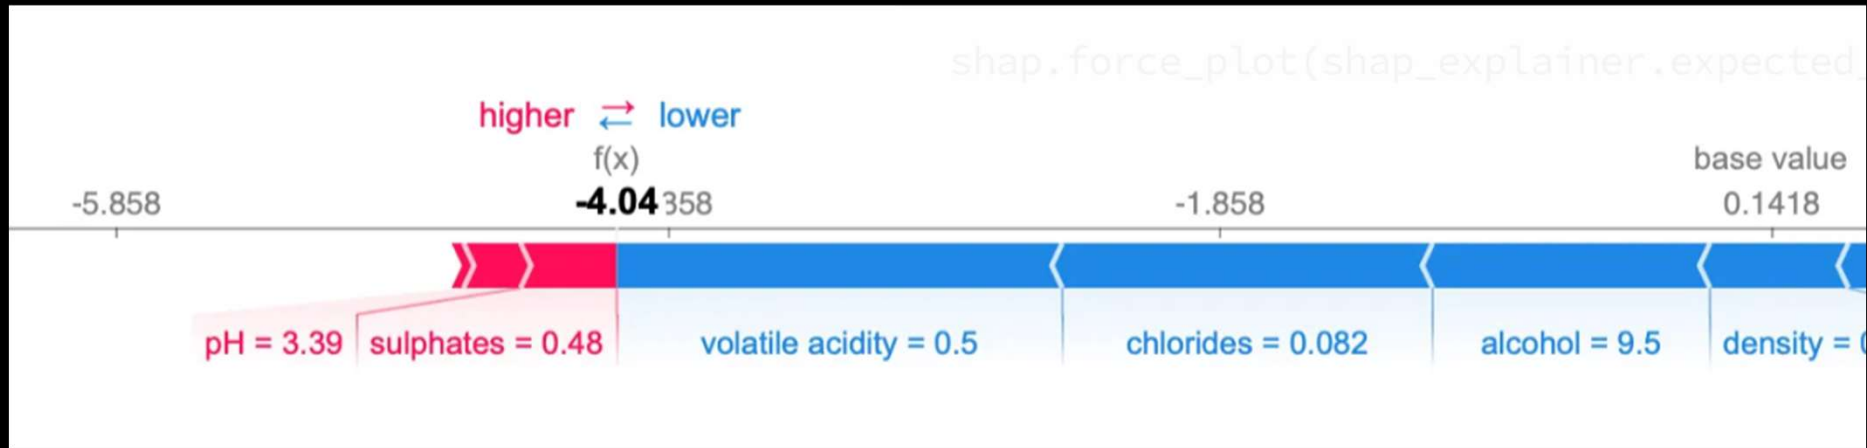 shap.force_plot(shap_explainer.expected_
higher ⇄ lower
f(x)
base value
-5.858
-4.04
358
-1.858
0.1418
pH = 3.39
sulphates = 0.48
volatile acidity = 0.5
chlorides = 0.082
alcohol = 9.5
density =